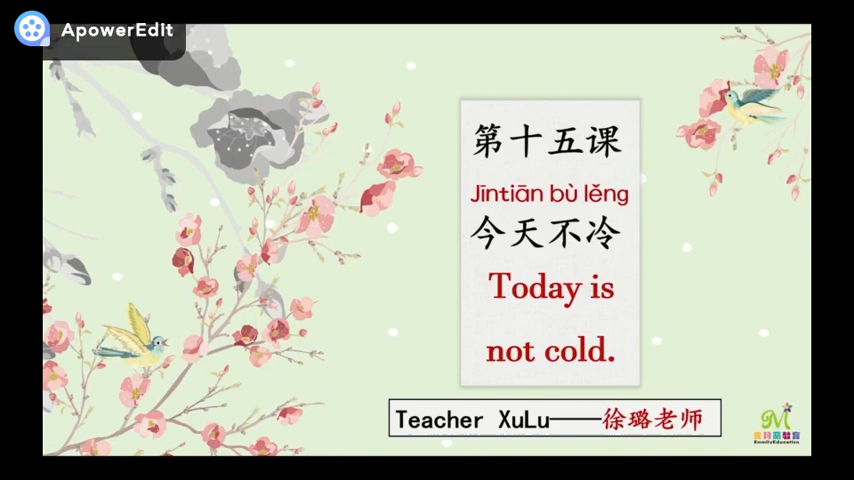 ApowerEdit
第十五课
Jīntiān bù lěng
今天不冷
Today is
not cold.
Teacher XuLu——徐璐老师